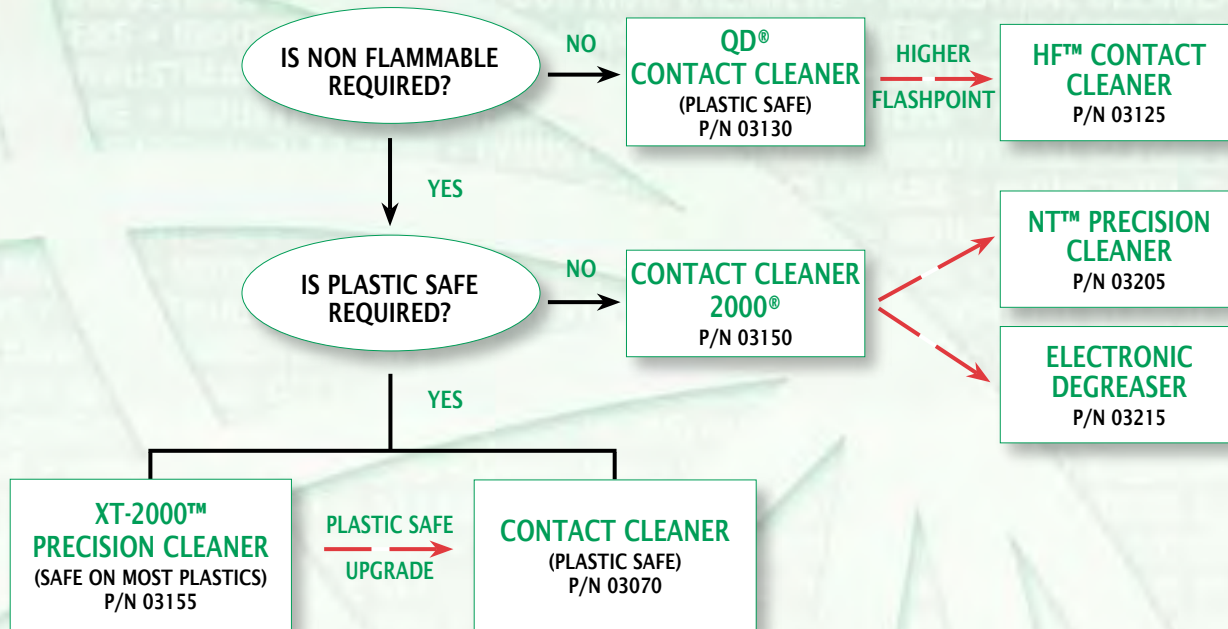 IS NON FLAMMABLE
REQUIRED?
NO
QD®
CONTACT CLEANER
(PLASTIC SAFE)
P/N 03130
HIGHER
FLASHPOINT
HF™ CONTACT
CLEANER
P/N 03125
YES
IS PLASTIC SAFE
REQUIRED?
NO
CONTACT CLEANER
2000®
P/N 03150
NT™ PRECISION
CLEANER
P/N 03205
ELECTRONIC
DEGREASER
P/N 03215
YES
XT-2000™
PRECISION CLEANER
(SAFE ON MOST PLASTICS)
P/N 03155
PLASTIC SAFE
UPGRADE
CONTACT CLEANER
(PLASTIC SAFE)
P/N 03070